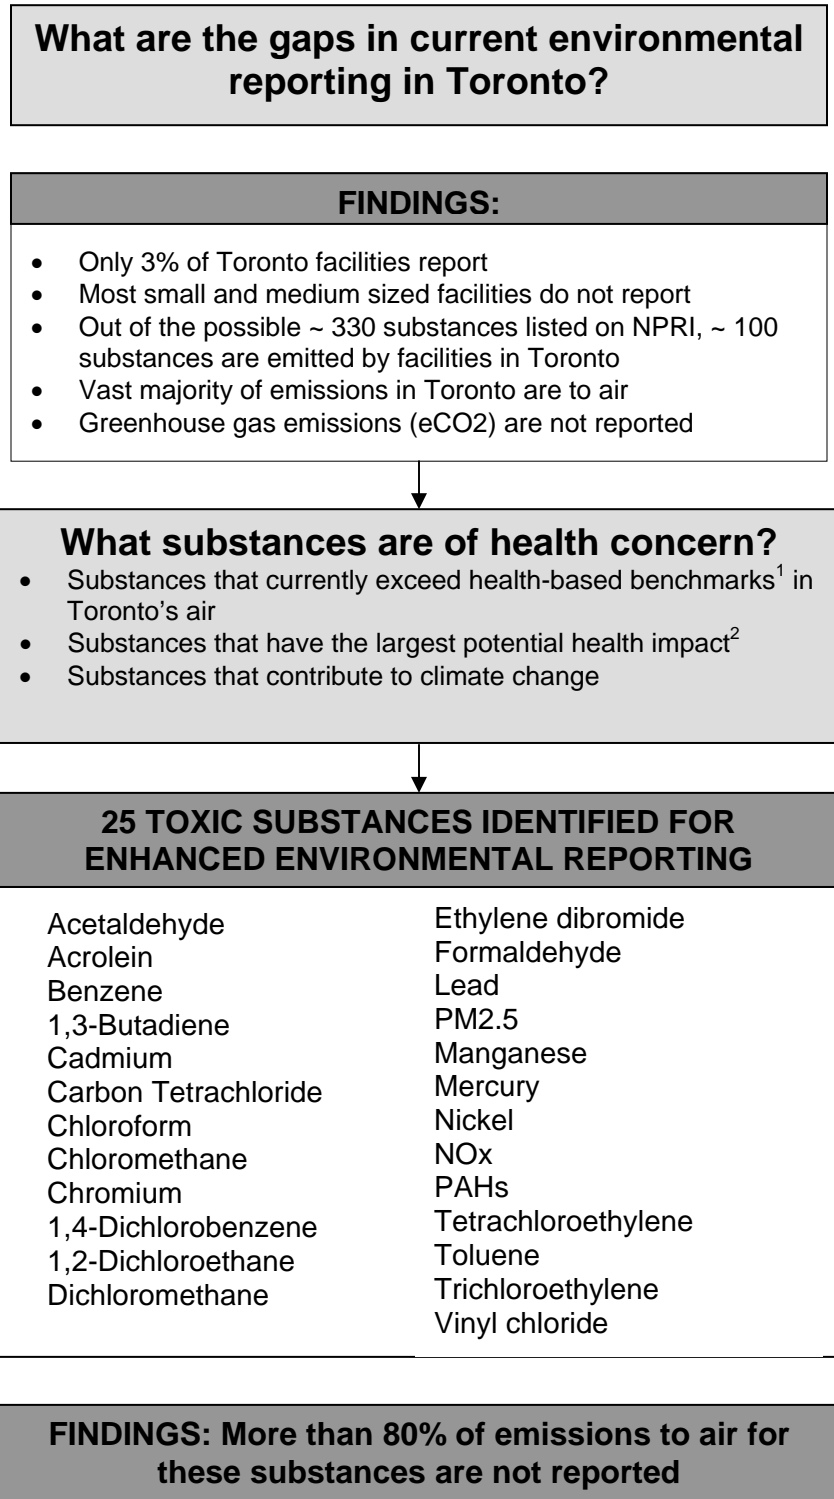 What are the gaps in current environmental
reporting in Toronto?
FINDINGS:
• Only 3% of Toronto facilities report
• Most small and medium sized facilities do not report
• Out of the possible ~ 330 substances listed on NPRI, ~ 100
substances are emitted by facilities in Toronto
• Vast majority of emissions in Toronto are to air
• Greenhouse gas emissions (eCO2) are not reported
What substances are of health concern?
• Substances that currently exceed health-based benchmarks¹ in
Toronto's air
• Substances that have the largest potential health impact²
• Substances that contribute to climate change
25 TOXIC SUBSTANCES IDENTIFIED FOR
ENHANCED ENVIRONMENTAL REPORTING
Acetaldehyde
Acrolein
Benzene
1,3-Butadiene
Cadmium
Carbon Tetrachloride
Chloroform
Chloromethane
Chromium
1,4-Dichlorobenzene
1,2-Dichloroethane
Dichloromethane
Ethylene dibromide
Formaldehyde
Lead
PM2.5
Manganese
Mercury
Nickel
NOx
PAHs
Tetrachloroethylene
Toluene
Trichloroethylene
Vinyl chloride
FINDINGS: More than 80% of emissions to air for
these substances are not reported